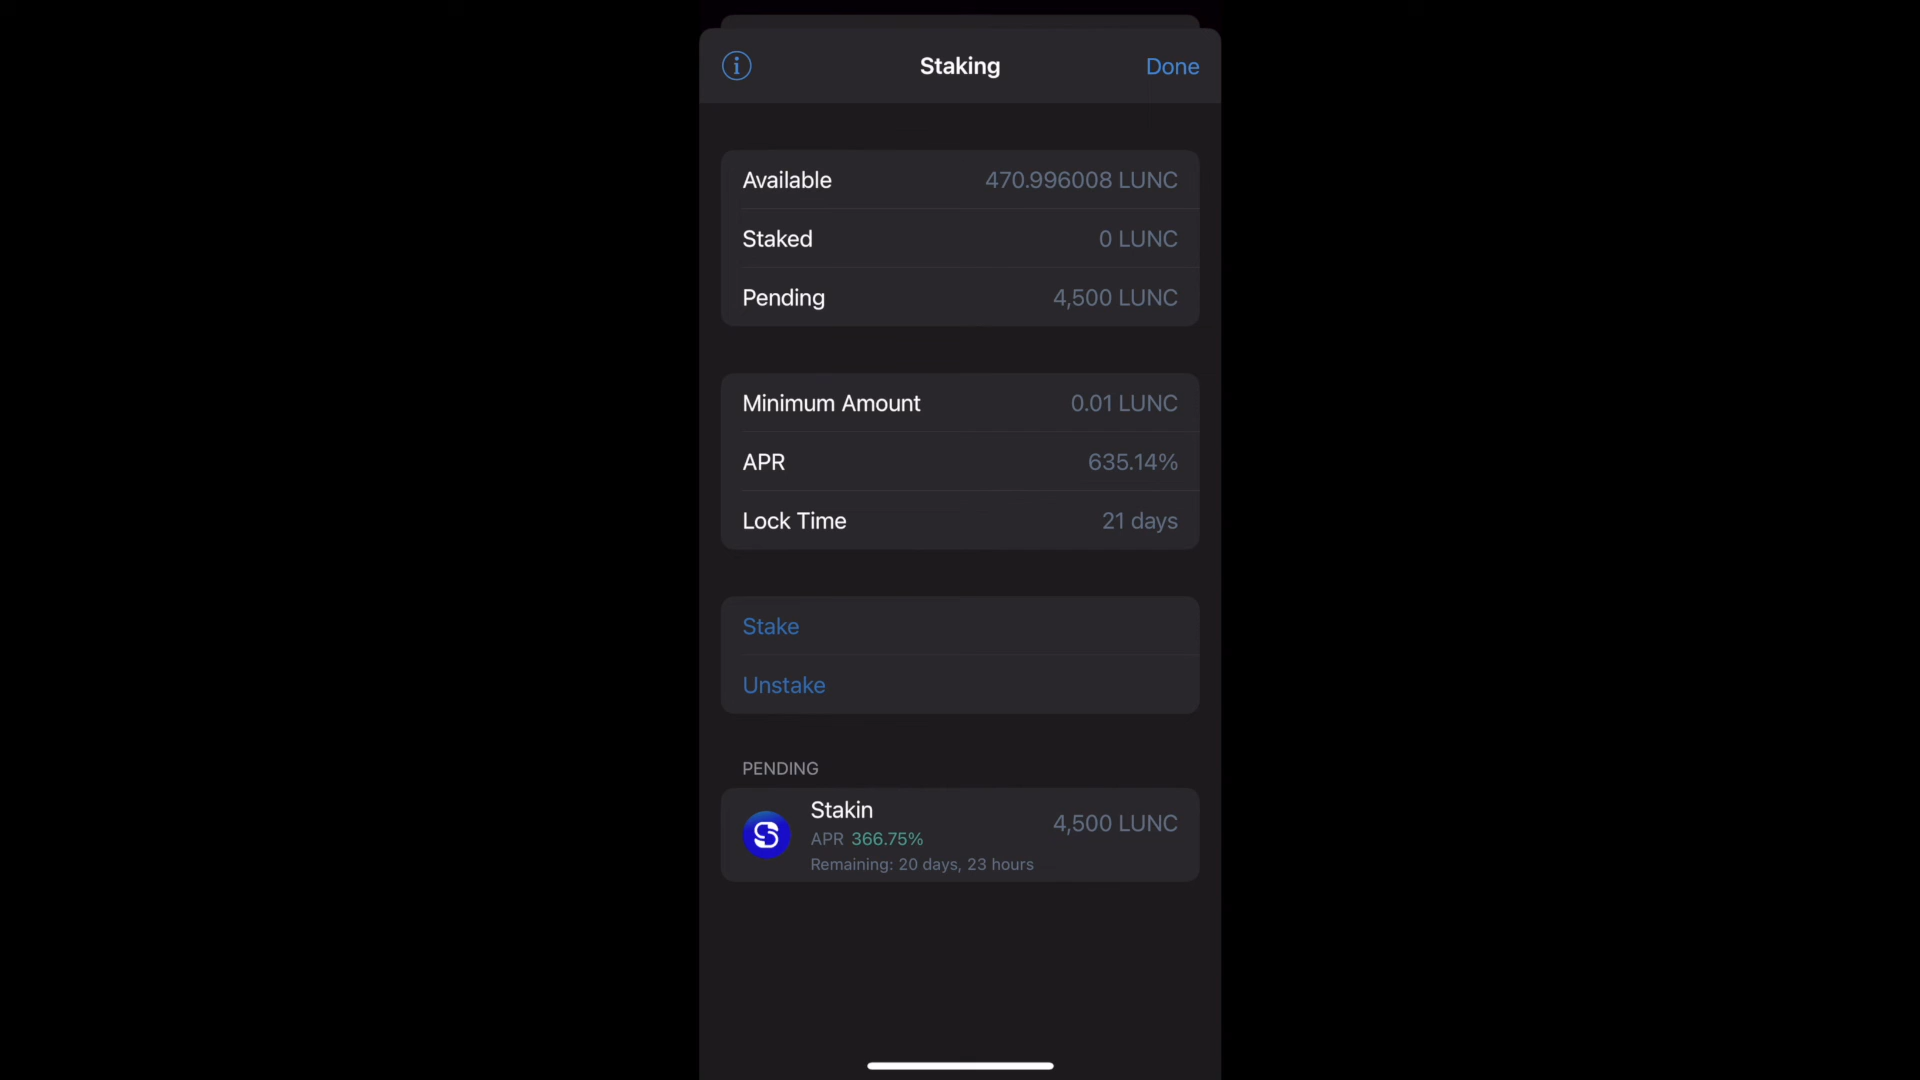 Staking
Done
Available 470.996008 LUNC
Staked 0 LUNC
Pending 4,500 LUNC
Minimum Amount 0.01 LUNC
APR 635.14%
Lock Time 21 days
Stake
Unstake
PENDING
Stakin
4,500 LUNC
APR 366.75%
Remaining: 20 days, 23 hours